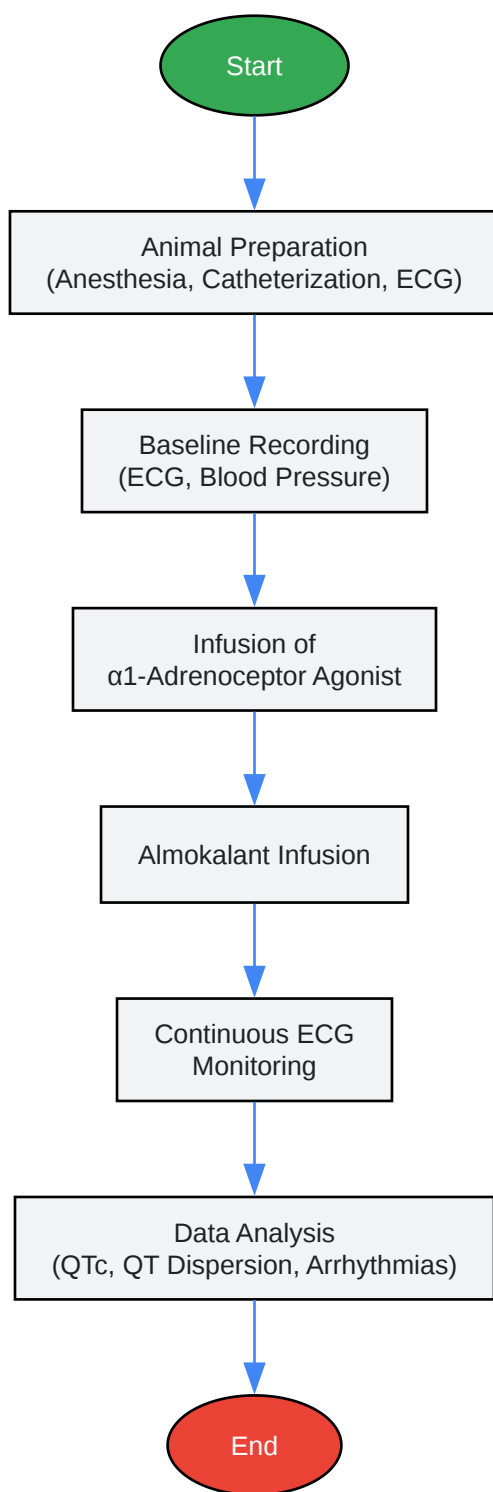 Start
Animal Preparation
(Anesthesia, Catheterization, ECG)
Baseline Recording
(ECG, Blood Pressure)
Infusion of
α1-Adrenoceptor Agonist
Almokalant Infusion
Continuous ECG
Monitoring
Data Analysis
(QTc, QT Dispersion, Arrhythmias)
End